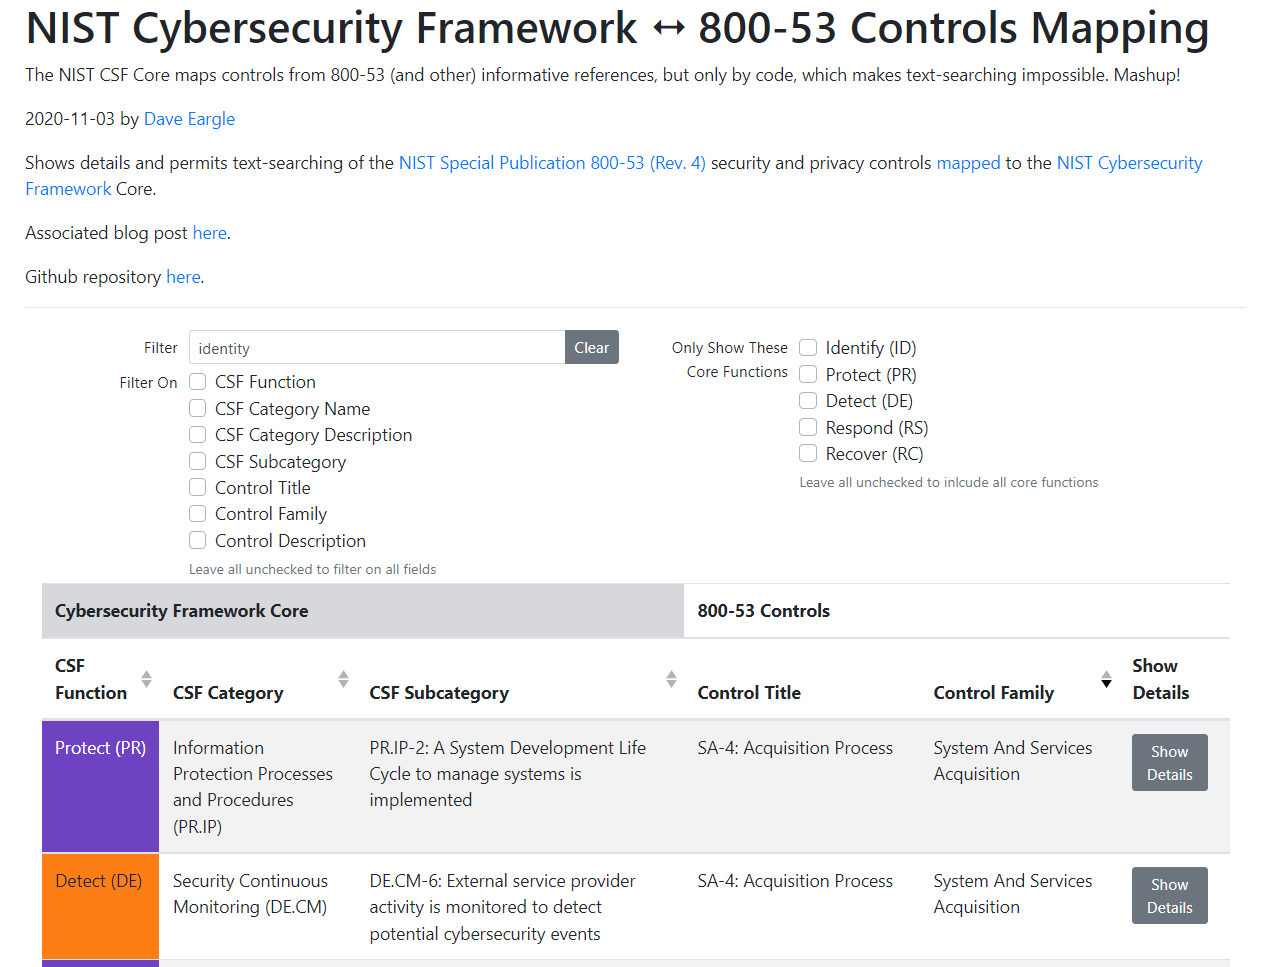 NIST Cybersecurity Framework ↔ 800-53 Controls Mapping
The NIST CSF Core maps controls from 800-53 (and other) informative references, but only by code, which makes text-searching impossible. Mashup!
2020-11-03 by Dave Eargle
Shows details and permits text-searching of the NIST Special Publication 800-53 (Rev. 4) security and privacy controls mapped to the NIST Cybersecurity
Framework Core.
Associated blog post here.
Github repository here.
Filter identity Clear
Filter On
CSF Function
CSF Category Name
CSF Category Description
CSF Subcategory
Control Title
Control Family
Control Description
Leave all unchecked to filter on all fields
Only Show These
Core Functions
Identify (ID)
Protect (PR)
Detect (DE)
Respond (RS)
Recover (RC)
Leave all unchecked to inlcude all core functions
Cybersecurity Framework Core 800-53 Controls
CSF
Function
CSF Category
CSF Subcategory
Control Title
Control Family
Show
Details
Protect (PR)
Information
Protection Processes
and Procedures
(PR.IP)
PR.IP-2: A System Development Life
Cycle to manage systems is
implemented
SA-4: Acquisition Process
System And Services
Acquisition
Show
Details
Detect (DE)
Security Continuous
Monitoring (DE.CM)
DE.CM-6: External service provider
activity is monitored to detect
potential cybersecurity events
SA-4: Acquisition Process
System And Services
Acquisition
Show
Details